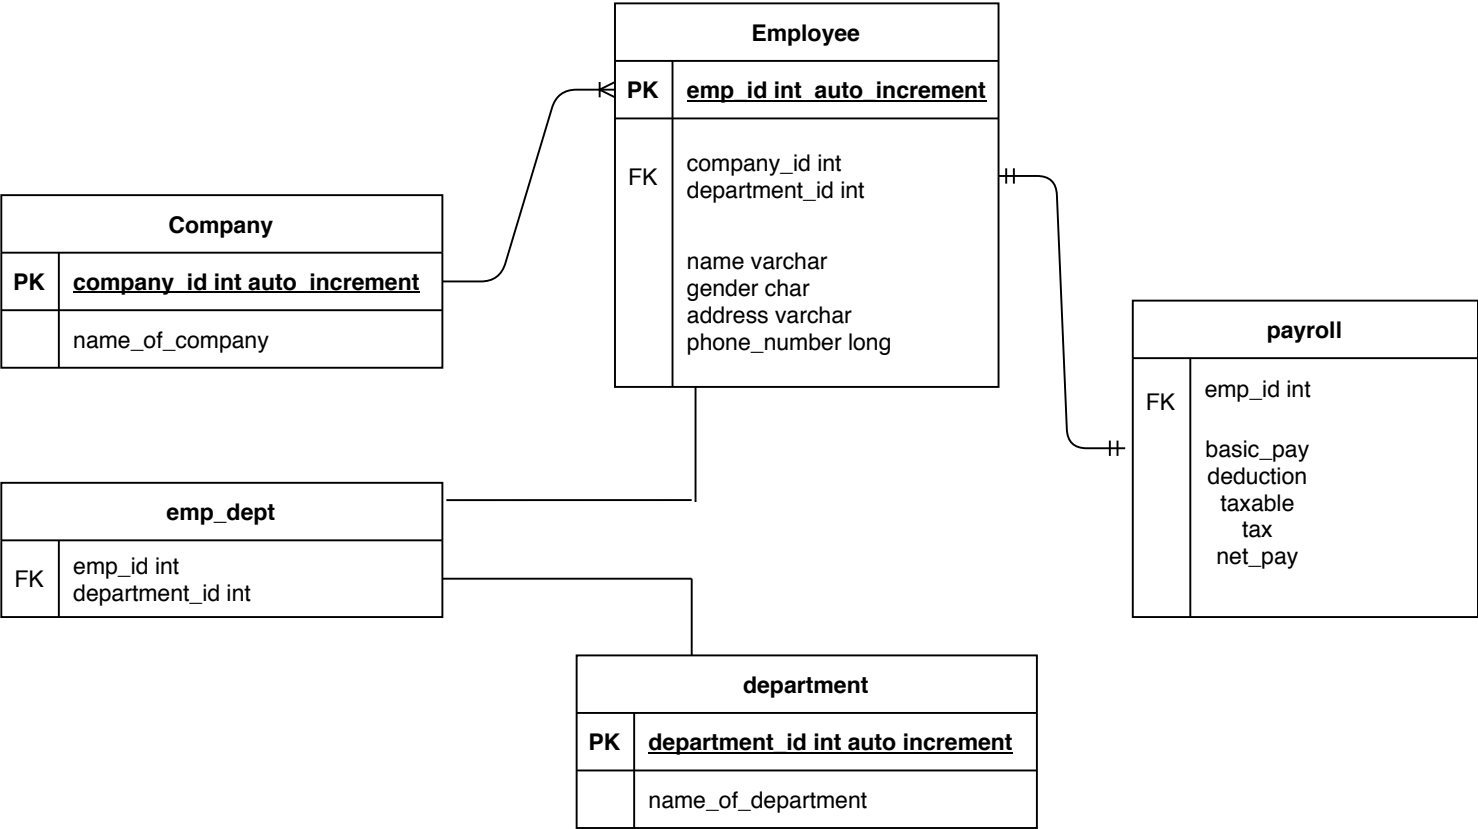 Employee
PK
emp_id int auto_increment
FK
company_id int
department_id int
name varchar
gender char
address varchar
phone_number long
Company
PK
company_id int auto_increment
name_of_company
payroll
FK
emp_id int
basic_pay
deduction
taxable
tax
net_pay
emp_dept
FK
emp_id int
department_id int
department
PK
department_id int auto increment
name_of_department